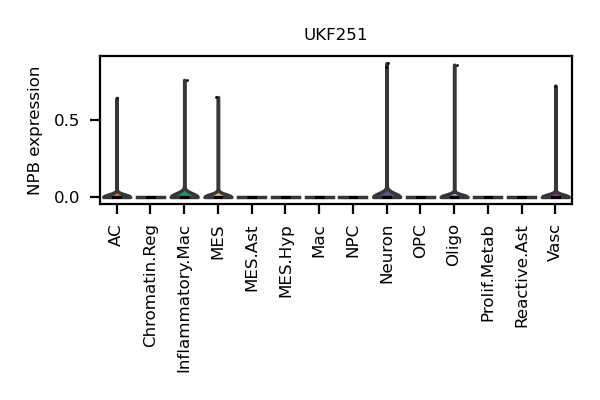 UKF251
NPB expression
0.5
0.0
AC
Chromatin.Reg
Inflammatory.Mac
MES
MES.Ast
MES.Hyp
Mac
NPC
Neuron
OPC
Oligo
Prolif.Metab
Reactive.Ast
Vasc